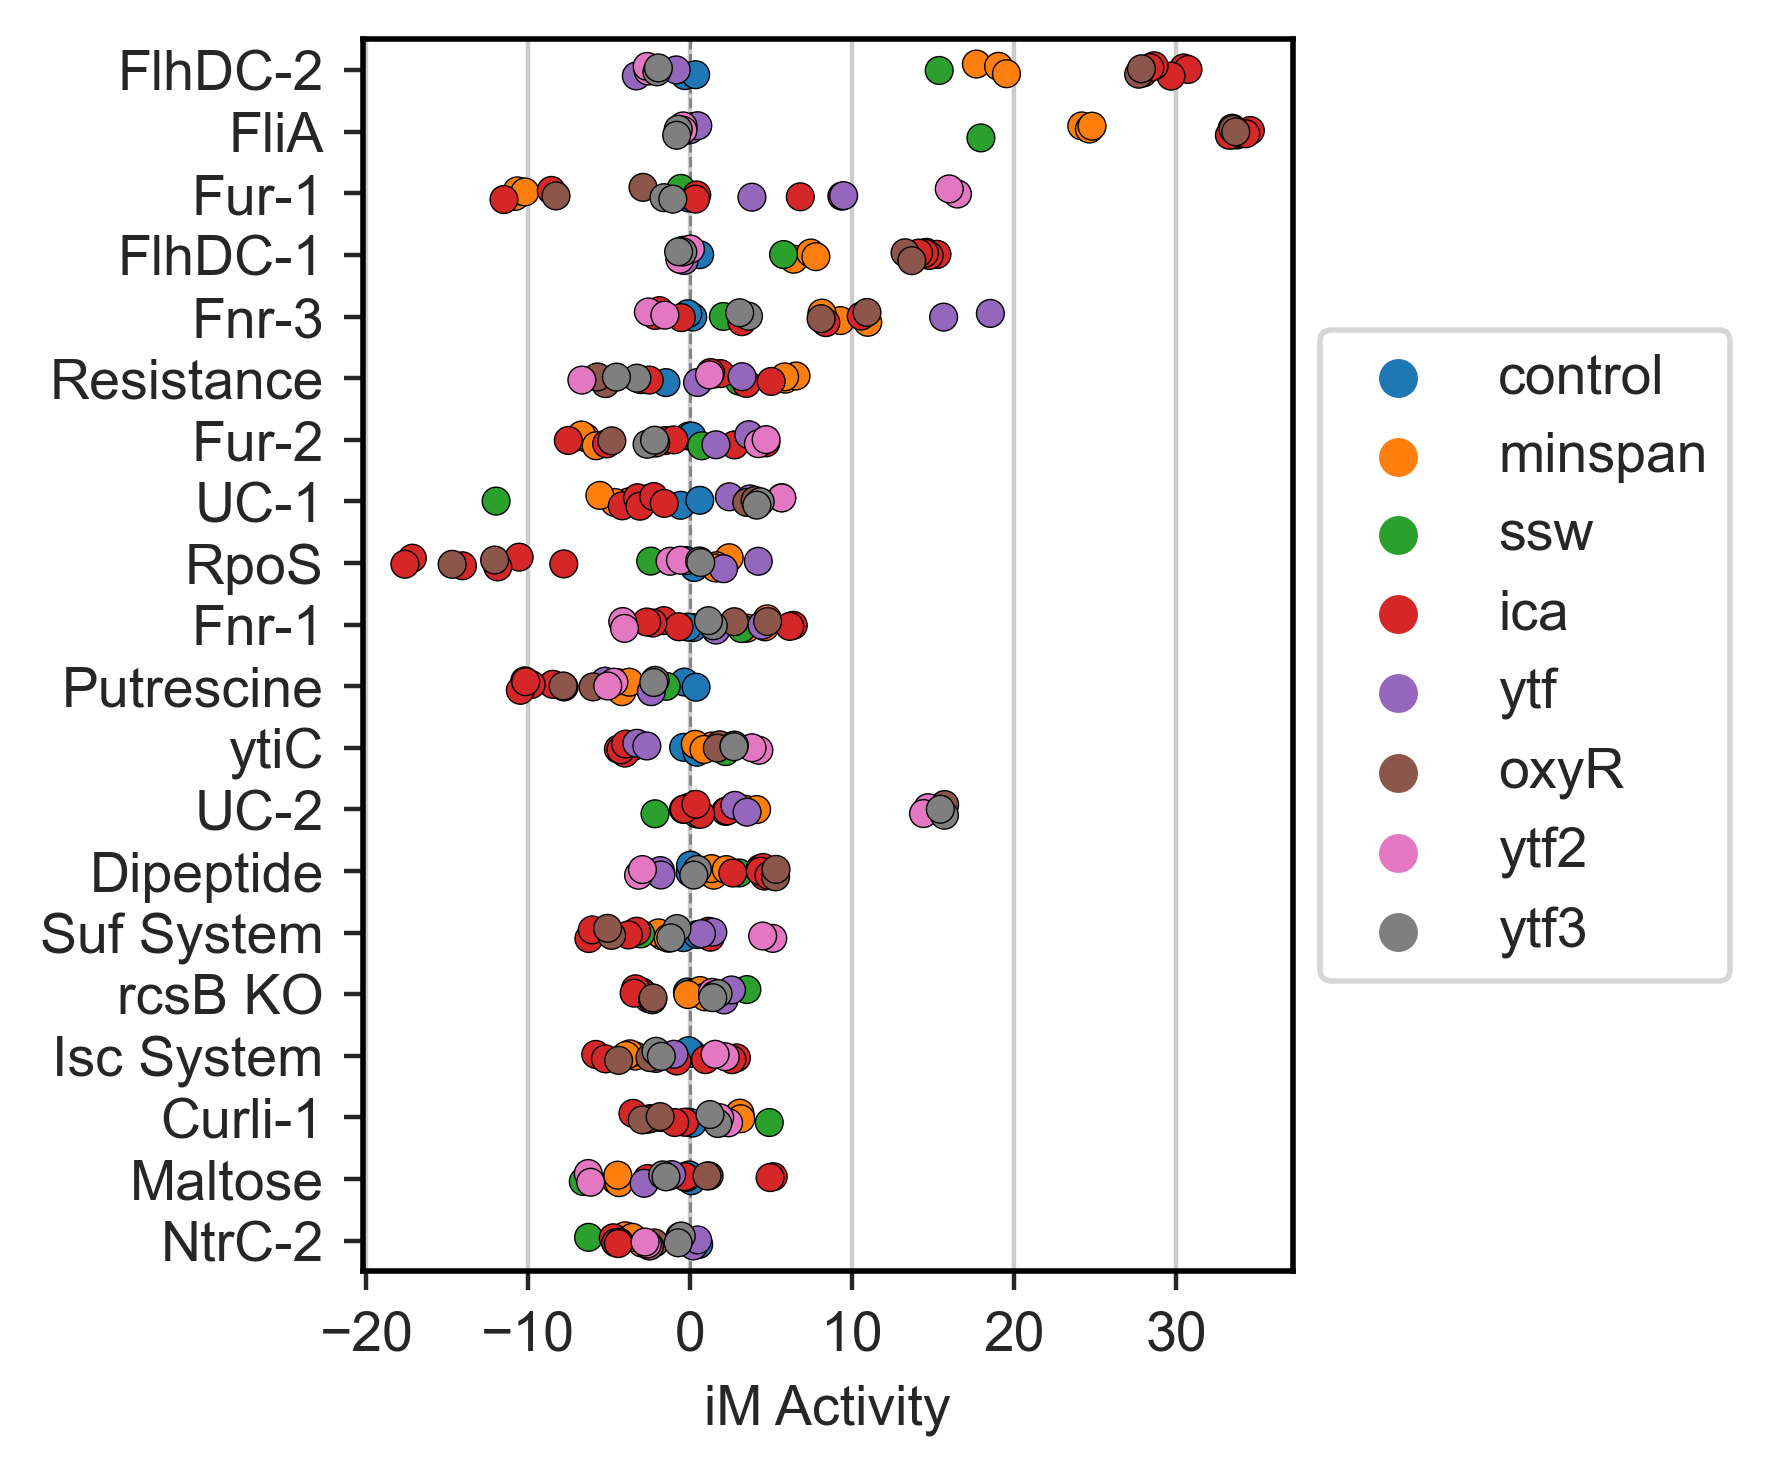 FlhDC-2
FliA
Fur-1
FlhDC-1
Fnr-3
Resistance
Fur-2
UC-1
RpoS
Fnr-1
Putrescine
ytiC
UC-2
Dipeptide
Suf System
rcsB KO
Isc System
Curli-1
Maltose
NtrC-2
−20 −10 0 10 20 30
iM Activity
control
minspan
ssw
ica
ytf
oxyR
ytf2
ytf3